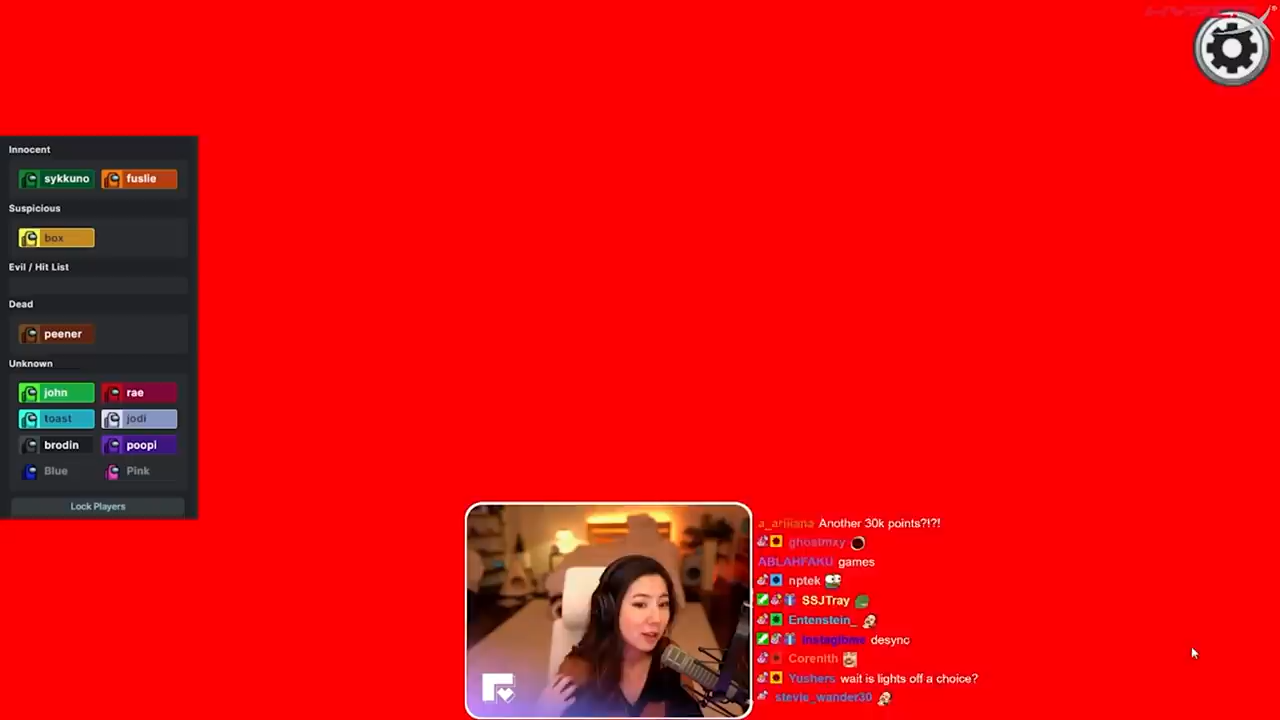 Innocent
sykkuno fuslie
Suspicious
box
Evil / Hit List
Dead
peener
Unknown
john rae
toast jodi
brodin poopi
Blue Pink
Lock Players
Another 30k points?!?!
ghostmxy
ABLAHFAKU games
nptek
SSJTray
Entenstein_
desync
Corenith
Yushers wait is lights off a choice?
stevie_wander30